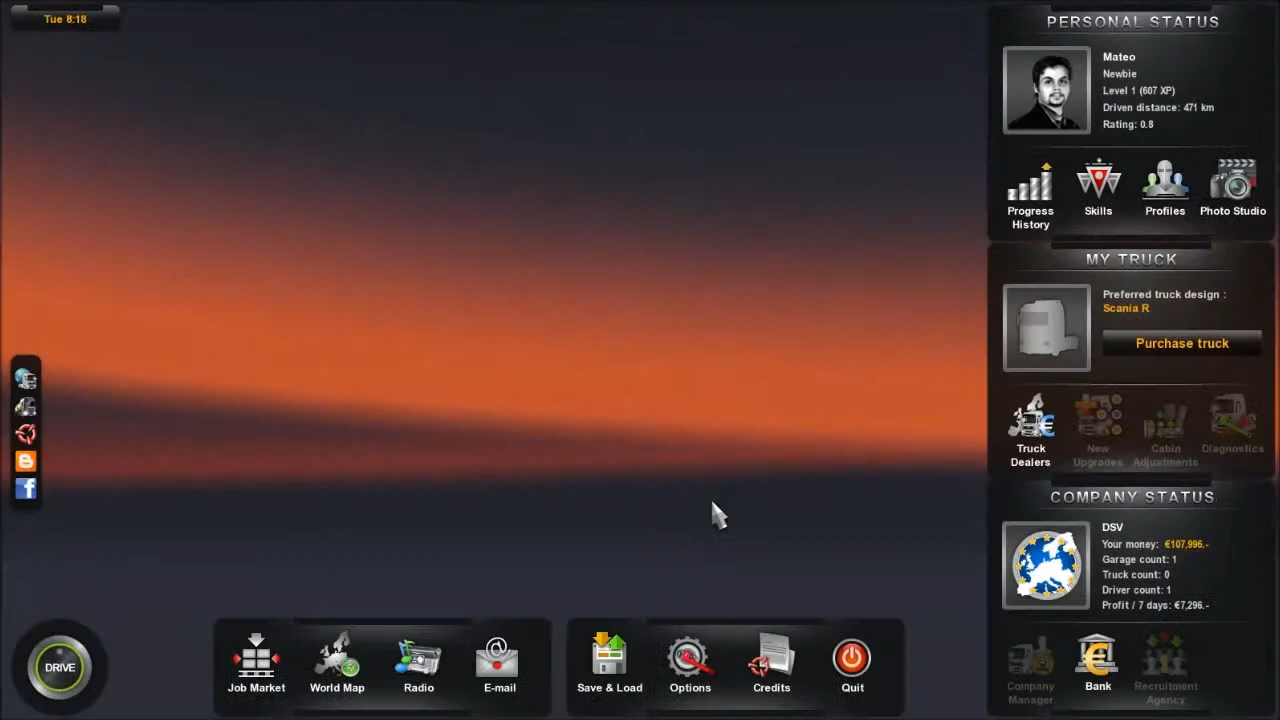 Tue 8:18
PERSONAL STATUS
Mateo
Newbie
Level 1 (607 XP)
Driven distance: 471 km
Rating: 0.8
Progress History
Skills
Profiles
Photo Studio
MY TRUCK
Preferred truck design :
Scania R
Purchase truck
Truck Dealers
New Upgrades
Cabin Adjustments
Diagnostics
COMPANY STATUS
DSV
Your money: €107,996.-
Garage count: 1
Truck count: 0
Driver count: 1
Profit / 7 days: €7,296.-
Company Manager
Bank
Recruitment Agency
DRIVE
Job Market
World Map
Radio
E-mail
Save & Load
Options
Credits
Quit